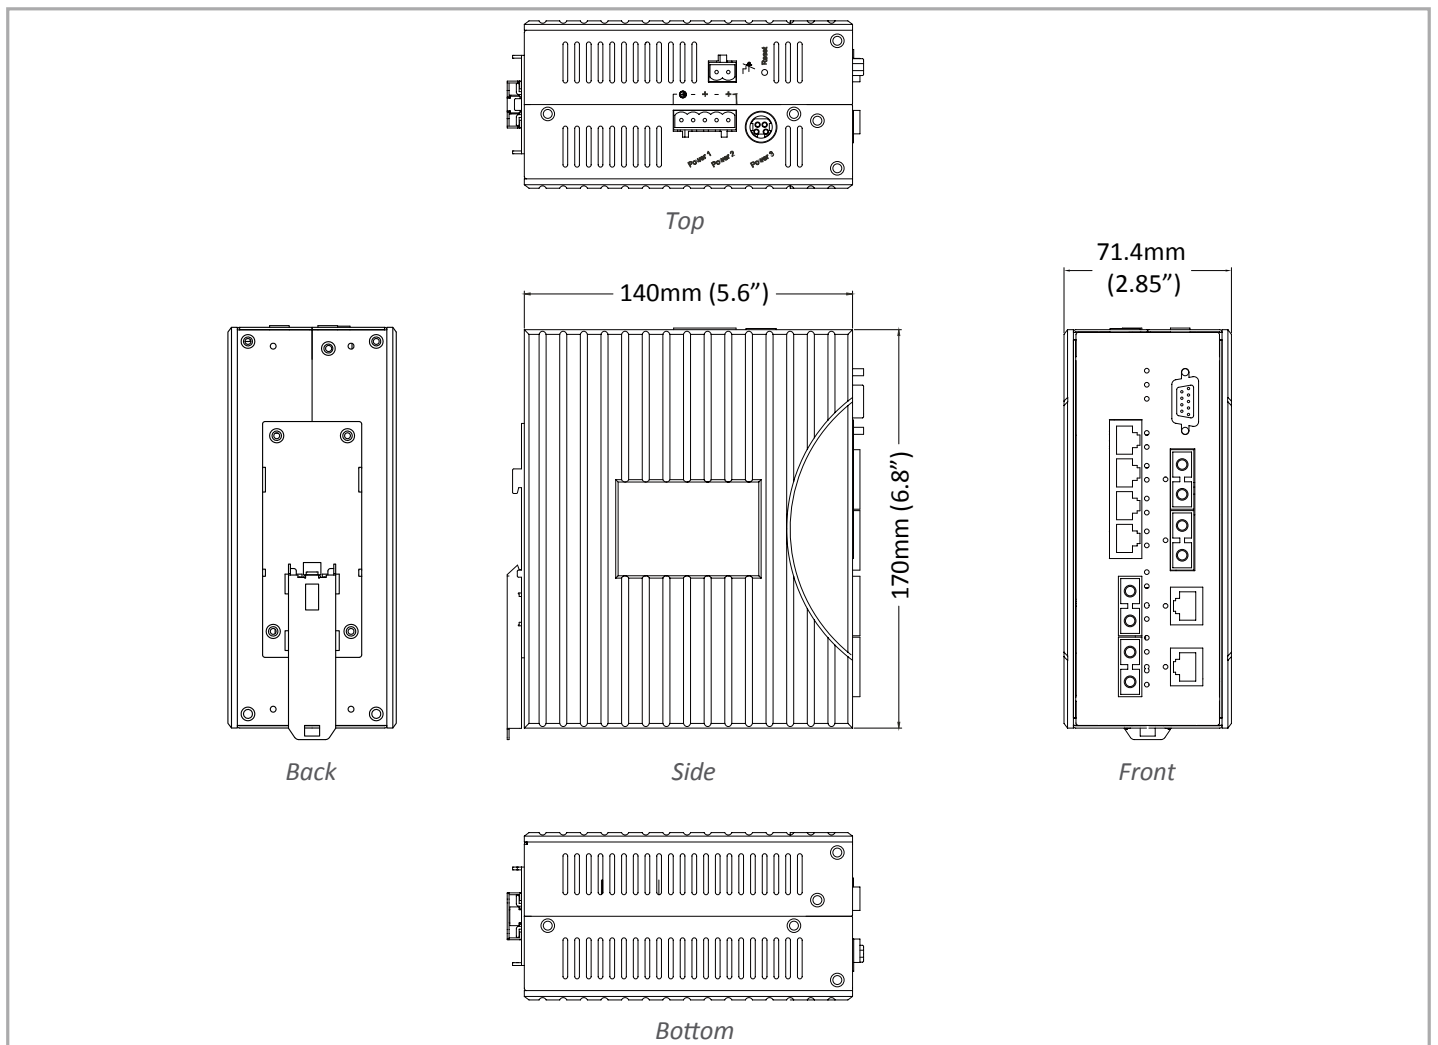 Reset
- + - +
Power 1 Power 2 Power 3
Top
71.4mm
(2.85”)
140mm (5.6”)
170mm (6.8”)
Back
Side
Front
Bottom